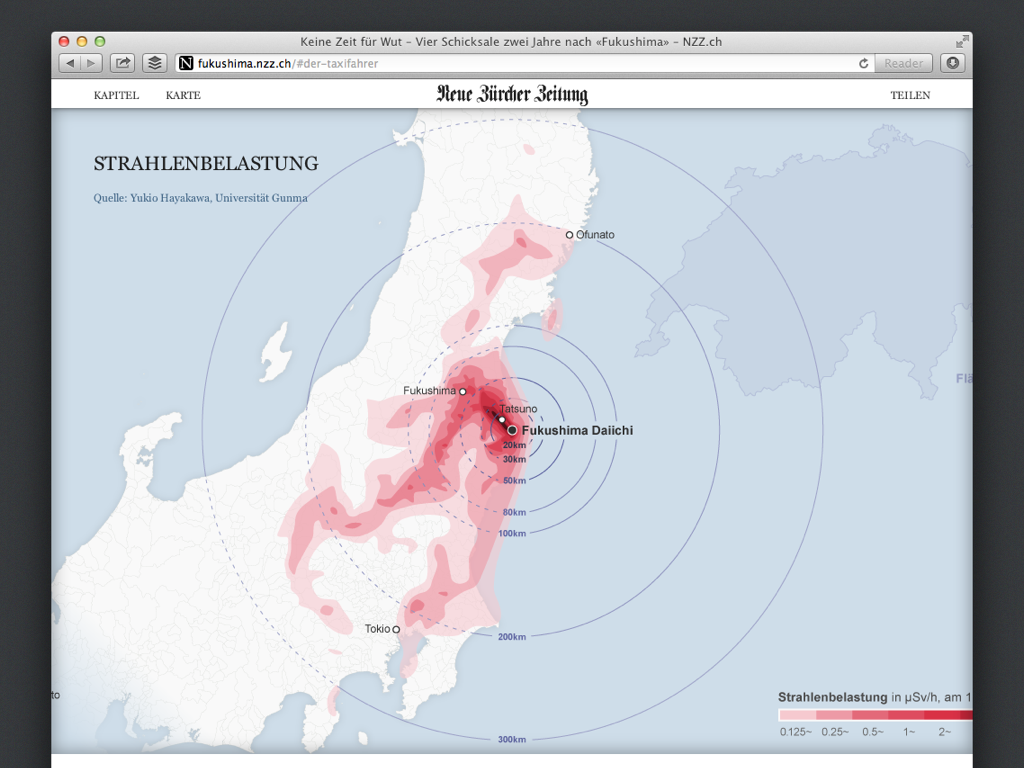 Keine Zeit für Wut – Vier Schicksale zwei Jahre nach «Fukushima» – NZZ.ch
N fukushima.nzz.ch/#der-taxifahrer
Reader
KAPITEL KARTE Neue Zürcher Zeitung TEILEN
STRAHLENBELASTUNG
Quelle: Yukio Hayakawa, Universität Gunma
Ofunato
Flä
Fukushima
Tatsuno
Fukushima Daiichi
20km
30km
50km
80km
100km
Tokio
200km
to
Strahlenbelastung in µSv/h, am 1
0.125~ 0.25~ 0.5~ 1~ 2~
300km